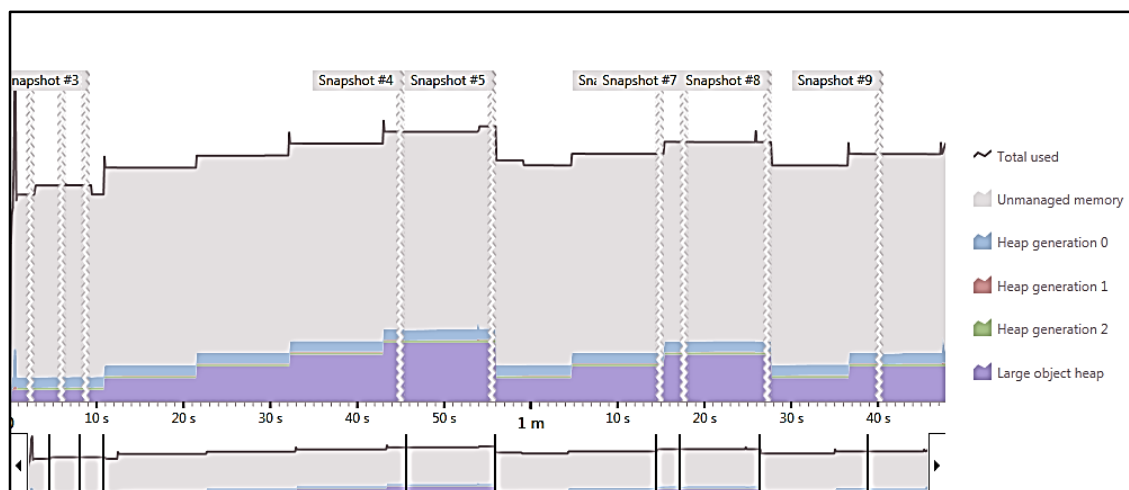 napshot #3
Snapshot #4
Snapshot #5
Sna
Snapshot #7
Snapshot #8
Snapshot #9
Total used
Unmanaged memory
Heap generation 0
Heap generation 1
Heap generation 2
Large object heap
0 10 s 20 s 30 s 40 s 50 s 1 m 10 s 20 s 30 s 40 s